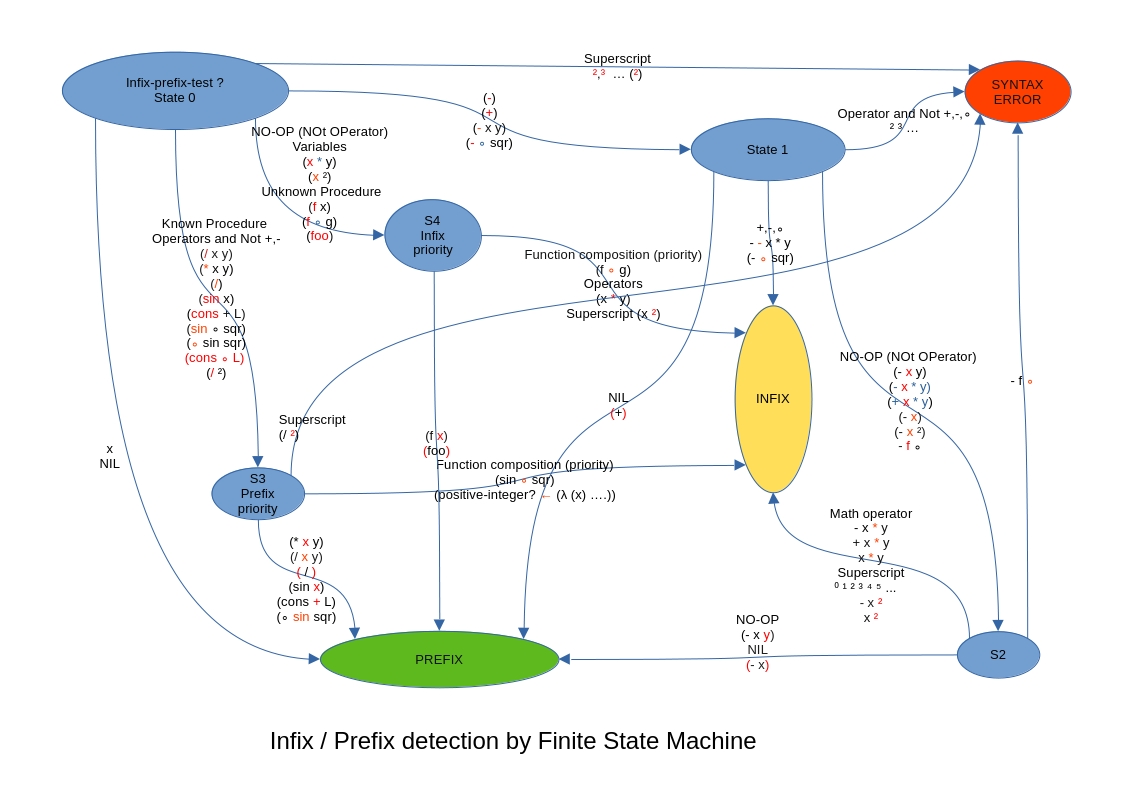 Superscript
²,³ … (²)
Infix-prefix-test ?
State 0
SYNTAX
ERROR
(-)
(+)
(- x y)
(- ∘ sqr)
Operator and Not +,-,∘
² ³ …
State 1
NO-OP (NOt OPerator)
Variables
(x * y)
(x ²)
Unknown Procedure
(f x)
(f ∘ g)
(foo)
S4
Infix
priority
Known Procedure
Operators and Not +,-
(/ x y)
(* x y)
(/)
(sin x)
(cons + L)
(sin ∘ sqr)
(∘ sin sqr)
(cons ∘ L)
(/ ²)
+,-,∘
- - x * y
(- ∘ sqr)
Function composition (priority)
(f ∘ g)
Operators
(x * y)
Superscript (x ²)
NO-OP (NOt OPerator)
(- x y)
(- x * y)
(+ x * y)
(- x)
(- x ²)
- f ∘
- f ∘
INFIX
NIL
(+)
Superscript
(/ ²)
x
NIL
(f x)
(foo)
Function composition (priority)
(sin ∘ sqr)
(positive-integer? ← (λ (x) ….))
S3
Prefix
priority
Math operator
- x * y
+ x * y
x * y
Superscript
⁰ ¹ ² ³ ⁴ ⁵ …
- x ²
x ²
(* x y)
(/ x y)
( / )
(sin x)
(cons + L)
(∘ sin sqr)
NO-OP
(- x y)
NIL
(- x)
S2
PREFIX
Infix / Prefix detection by Finite State Machine